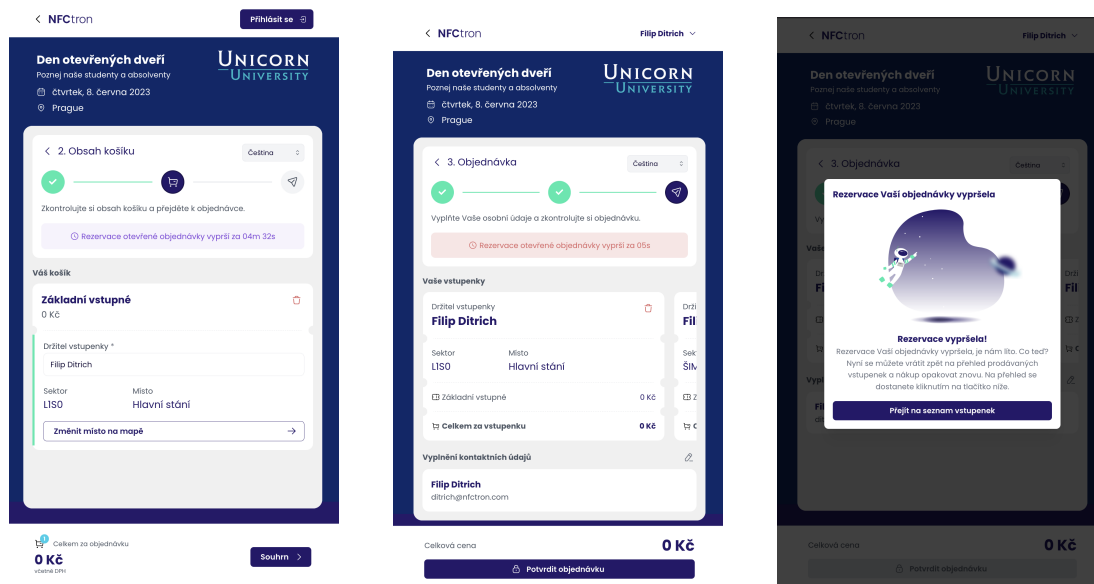 NFCtron
Přihlásit se
Den otevřených dveří
Poznej naše studenty a absolventy
čtvrtek, 8. června 2023
Prague
UNICORN
UNIVERSITY
2. Obsah košíku
Čeština
Zkontrolujte si obsah košíku a přejděte k objednávce.
Rezervace otevřené objednávky vyprší za 04m 32s
Váš košík
Základní vstupné
0 Kč
Držitel vstupenky *
Filip Ditrich
Sektor
Místo
L1S0
Hlavní stání
Změnit místo na mapě
1
Celkem za objednávku
0 Kč
včetně DPH
Souhrn
NFCtron
Filip Ditrich
Den otevřených dveří
Poznej naše studenty a absolventy
čtvrtek, 8. června 2023
Prague
UNICORN
UNIVERSITY
3. Objednávka
Čeština
Vyplňte Vaše osobní údaje a zkontrolujte si objednávku.
Rezervace otevřené objednávky vyprší za 05s
Vaše vstupenky
Držitel vstupenky
Filip Ditrich
Sektor
Místo
L1S0
Hlavní stání
Základní vstupné
0 Kč
Celkem za vstupenku
0 Kč
Drži
Fil
Sek
ŠIM
Vyplnění kontaktních údajů
Filip Ditrich
ditrich@nfctron.com
Celková cena
0 Kč
Potvrdit objednávku
NFCtron
Filip Ditrich
Den otevřených dveří
Poznej naše studenty a absolventy
čtvrtek, 8. června 2023
Prague
UNICORN
UNIVERSITY
3. Objednávka
Čeština
Rezervace Vaší objednávky vypršela
Rezervace vypršela!
Rezervace Vaší objednávky vypršela, je nám líto. Co teď?
Nyní se můžete vrátit zpět na přehled prodávaných
vstupenek a nákup opakovat znovu. Na přehled se
dostanete kliknutím na tlačítko níže.
Přejít na seznam vstupenek
Celková cena
0 Kč
Potvrdit objednávku